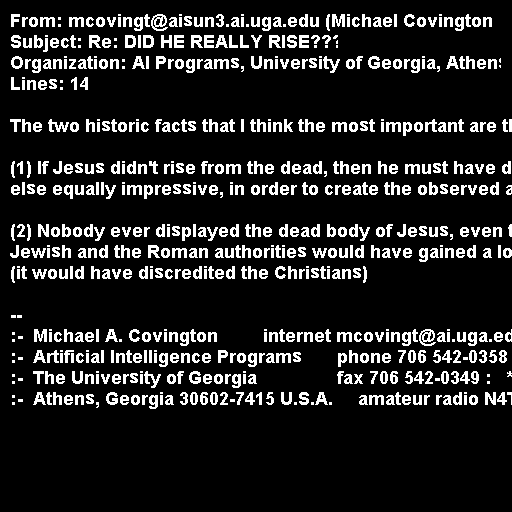 From: mcovingt@aisun3.ai.uga.edu (Michael Covington
Subject: Re: DID HE REALLY RISE???
Organization: AI Programs, University of Georgia, Athens
Lines: 14

The two historic facts that I think the most important are

(1) If Jesus didn't rise from the dead, then he must have
else equally impressive, in order to create the observed

(2) Nobody ever displayed the dead body of Jesus, even
Jewish and the Roman authorities would have gained a
(it would have discredited the Christians)

--
:- Michael A. Covington internet mcovingt@ai.uga.ed
:- Artificial Intelligence Programs phone 706 542-0358
:- The University of Georgia fax 706 542-0349 : *
:- Athens, Georgia 30602-7415 U.S.A. amateur radio N4T